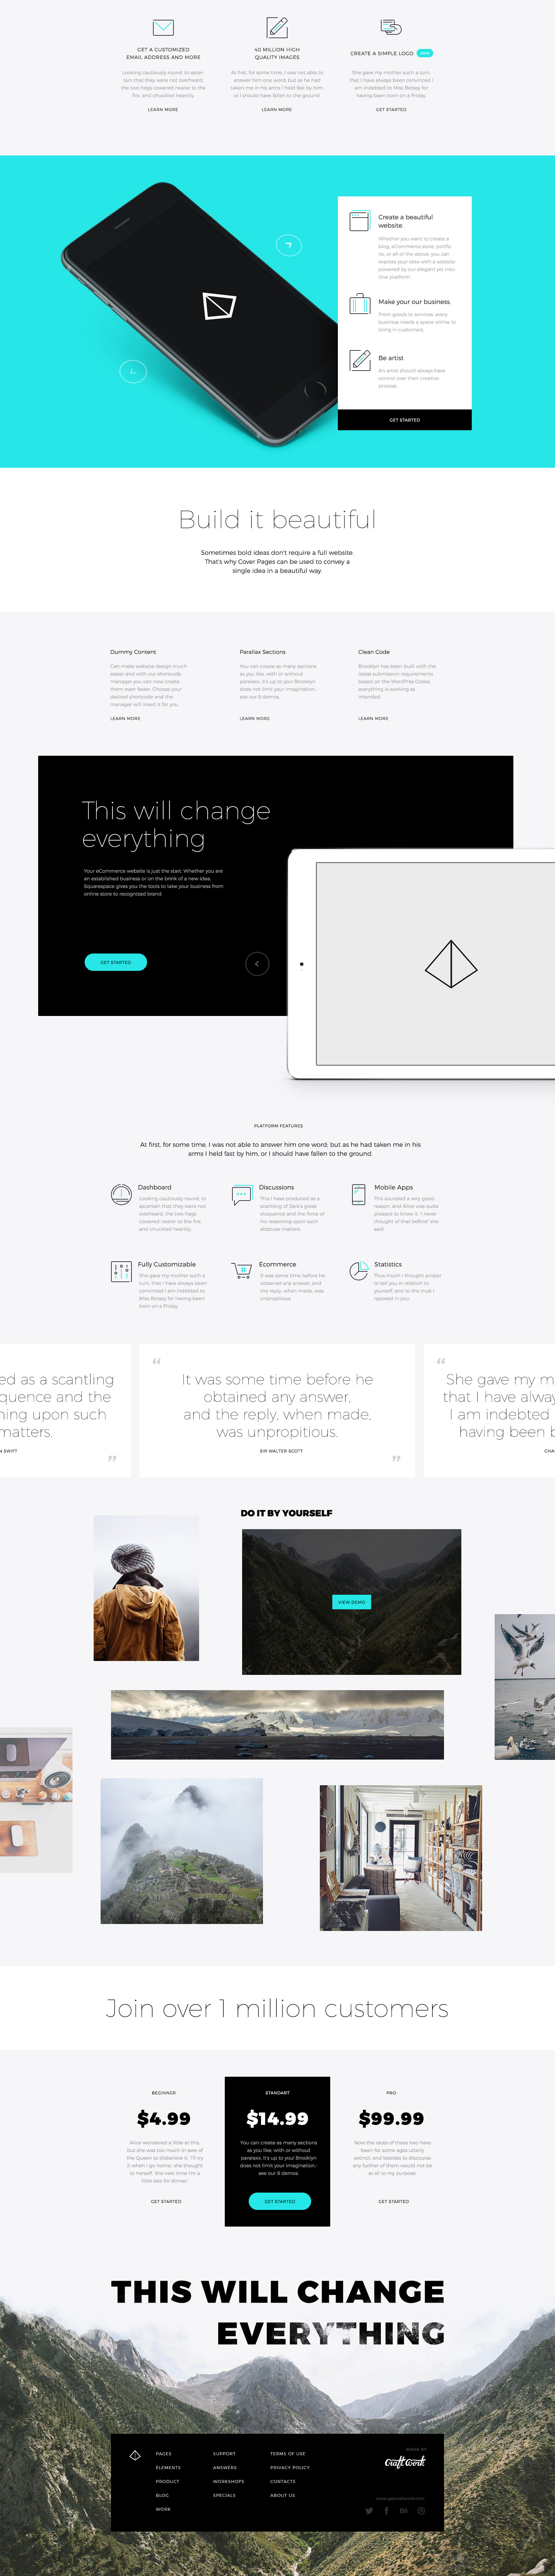 GET A CUSTOMIZED
EMAIL ADDRESS AND MORE
Looking cautiously round, to ascer-
tain that they were not overheard,
the two hags cowered nearer to the
fire, and chuckled heartily.
LEARN MORE
40 MILLION HIGH
QUALITY IMAGES
At first, for some time, I was not able to
answer him one word; but as he had
taken me in his arms I held fast by him,
or I should have fallen to the ground.
LEARN MORE
CREATE A SIMPLE LOGO NEW
She gave my mother such a turn,
that I have always been convinced I
am indebted to Miss Betsey for
having been born on a Friday.
GET STARTED
Create a beautiful
website.
Whether you want to create a
blog, eCommerce store, portfo-
lio, or all of the above, you can
express your idea with a website
powered by our elegant yet intu-
itive platform.
Make your our business.
From goods to services, every
business needs a space online to
bring in customers.
Be artist
An artist should always have
control over their creative
process.
GET STARTED
Build it beautiful
Sometimes bold ideas don't require a full website.
That's why Cover Pages can be used to convey a
single idea in a beautiful way.
Dummy Content
Can make website design much
easier and with our shortcode
manager you can now create
them even faster. Choose your
desired shortcode and the
manager will insert it for you.
LEARN MORE
Parallax Sections
You can create as many sections
as you like, with or without
paralaxx, it's up to you! Brooklyn
does not limit your imagination,
see our 8 demos.
LEARN MORE
Clean Code
Brooklyn has been built with the
latest submission requirements
based on the WordPress Codex,
everything is working as
intended.
LEARN MORE
This will change
everything
Your eCommerce website is just the start. Whether you are
an established business or on the brink of a new idea,
Squarespace gives you the tools to take your business from
online store to recognized brand.
GET STARTED
PLATFORM FEATURES
At first, for some time, I was not able to answer him one word; but as he had taken me in his
arms I held fast by him, or I should have fallen to the ground.
Dashboard
Looking cautiously round, to
ascertain that they were not
overheard, the two hags
cowered nearer to the fire,
and chuckled heartily.
Discussions
This I have produced as a
scantling of Jack's great
eloquence and the force of
his reasoning upon such
abstruse matters.
Mobile Apps
This sounded a very good
reason, and Alice was quite
pleased to know it. 'I never
thought of that before!' she
said.
Fully Customizable
She gave my mother such a
turn, that I have always been
convinced I am indebted to
Miss Betsey for having been
born on a Friday.
Ecommerce
It was some time before he
obtained any answer, and
the reply, when made, was
unpropitious.
Statistics
Thus much I thought proper
to tell you in relation to
yourself, and to the trust I
reposed in you.
ed as a scantling
quence and the
ning upon such
matters.
N SWIFT
“
It was some time before he
obtained any answer,
and the reply, when made,
was unpropitious.
SIR WALTER SCOTT
”
“
She gave my m
that I have alway
I am indebted
having been b
CHA
DO IT BY YOURSELF
VIEW DEMO
Join over 1 million customers
BEGINNER
$4.99
Alice wondered a little at this,
but she was too much in awe of
the Queen to disbelieve it. 'I'll try
it when I go home,' she thought
to herself, 'the next time I'm a
little late for dinner.'
GET STARTED
STANDART
$14.99
You can create as many sections
as you like, with or without
paralaxx, it's up to you! Brooklyn
does not limit your imagination,
see our 8 demos.
GET STARTED
PRO
$99.99
Now the races of these two have
been for some ages utterly
extinct, and besides to discourse
any further of them would not be
at all to my purpose.
GET STARTED
THIS WILL CHANGE
EVERYTHING
PAGES
ELEMENTS
PRODUCT
BLOG
WORK
SUPPORT
ANSWERS
WORKSHOPS
SPECIALS
TERMS OF USE
PRIVACY POLICY
CONTACTS
ABOUT US
MADE BY
Craftwork